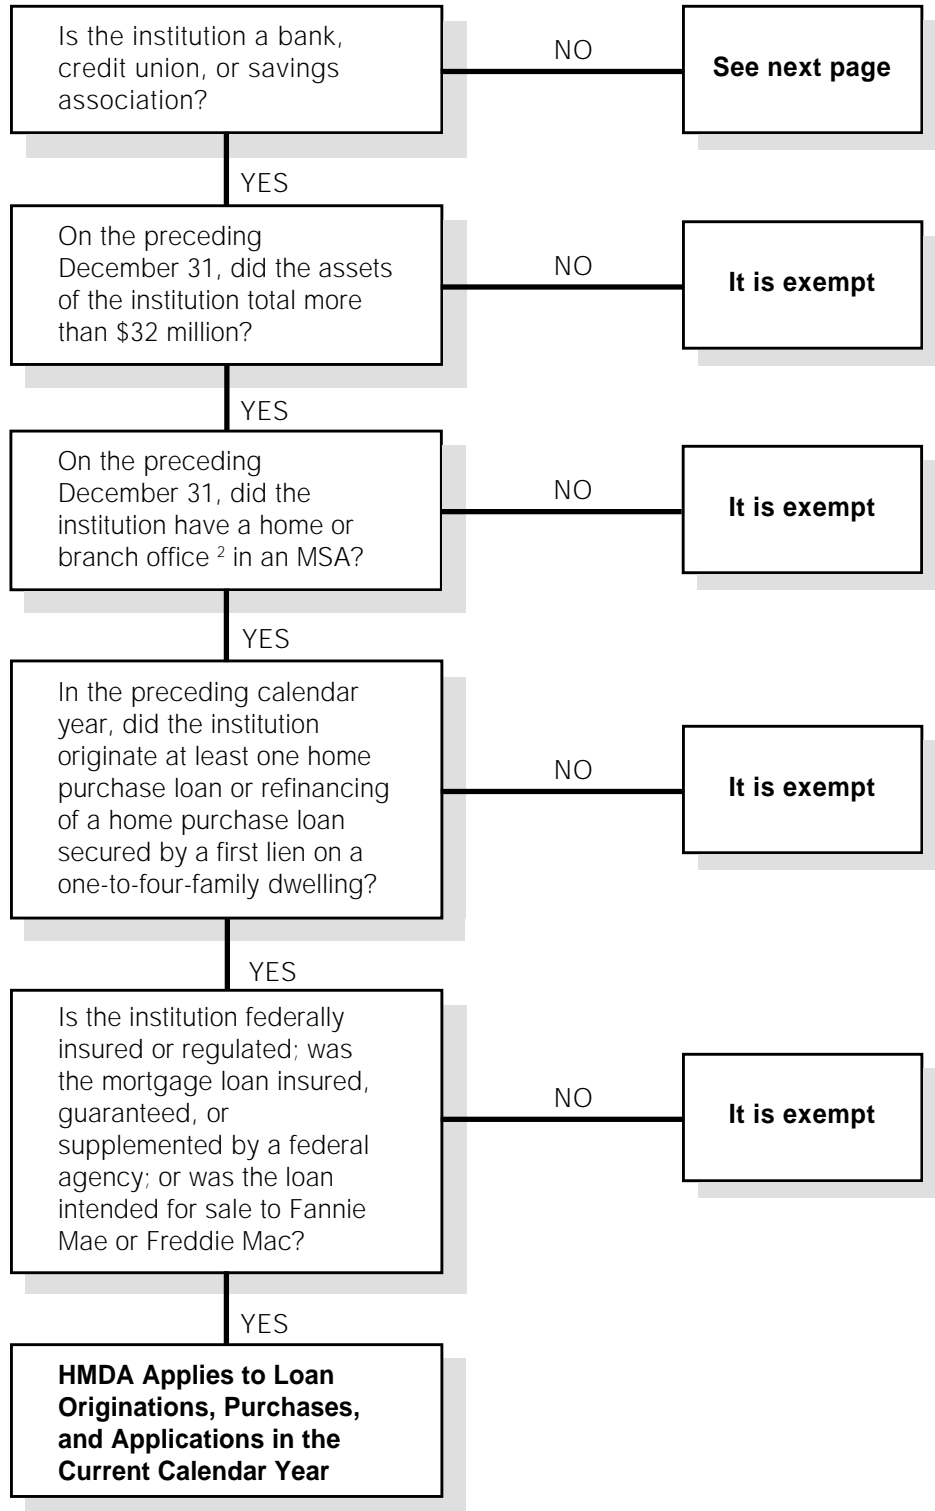 Is the institution a bank,
credit union, or savings
association?
NO
See next page
YES
On the preceding
December 31, did the assets
of the institution total more
than $32 million?
NO
It is exempt
YES
On the preceding
December 31, did the
institution have a home or
branch office 2 in an MSA?
NO
It is exempt
YES
In the preceding calendar
year, did the institution
originate at least one home
purchase loan or refinancing
of a home purchase loan
secured by a first lien on a
one-to-four-family dwelling?
NO
It is exempt
YES
Is the institution federally
insured or regulated; was
the mortgage loan insured,
guaranteed, or
supplemented by a federal
agency; or was the loan
intended for sale to Fannie
Mae or Freddie Mac?
NO
It is exempt
YES
HMDA Applies to Loan
Originations, Purchases,
and Applications in the
Current Calendar Year